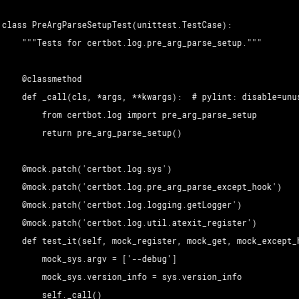 class PreArgParseSetupTest(unittest.TestCase):
"""Tests for certbot.log.pre_arg_parse_setup."""
@classmethod
def _call(cls, *args, **kwargs):  # pylint: disable=unus
from certbot.log import pre_arg_parse_setup
return pre_arg_parse_setup()
@mock.patch('certbot.log.sys')
@mock.patch('certbot.log.pre_arg_parse_except_hook')
@mock.patch('certbot.log.logging.getLogger')
@mock.patch('certbot.log.util.atexit_register')
def test_it(self, mock_register, mock_get, mock_except_h
mock_sys.argv = ['--debug']
mock_sys.version_info = sys.version_info
self._call()